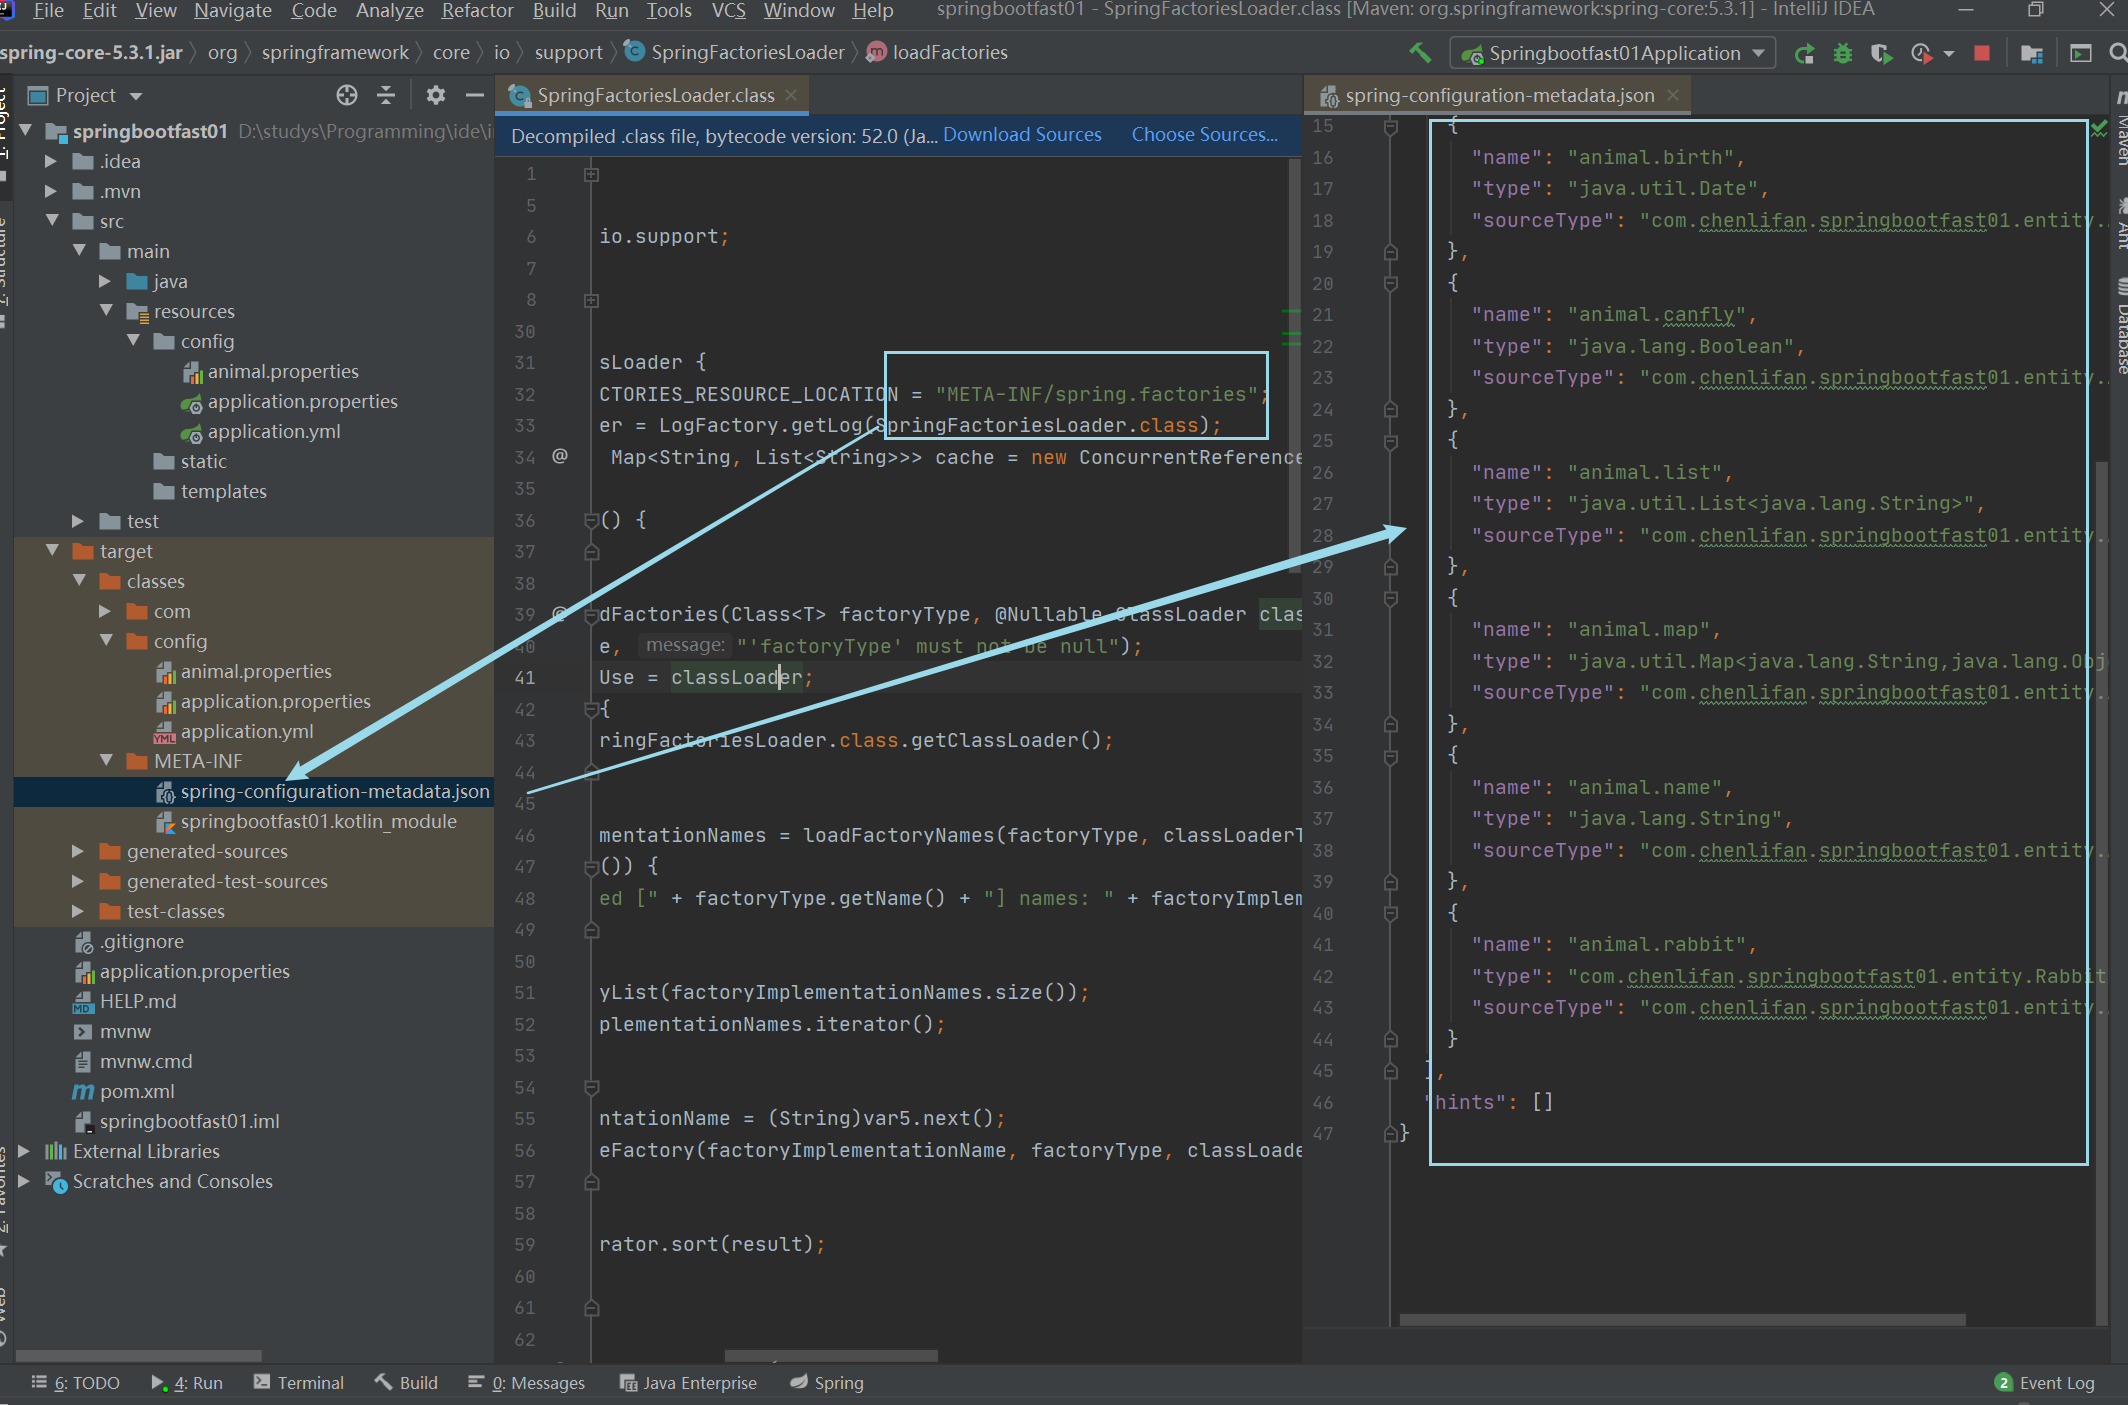 File Edit View Navigate Code Analyze Refactor Build Run Tools VCS Window Help springbootfast01 - SpringFactoriesLoader.class [Maven: org.springframework:spring-core:5.3.1] - IntelliJ IDEA
spring-core-5.3.1.jar org springframework core io support SpringFactoriesLoader loadFactories Springbootfast01Application
Project
springbootfast01 D:\studys\Programming\ide\i
.idea
.mvn
src
main
java
resources
config
animal.properties
application.properties
application.yml
static
templates
test
target
classes
com
config
animal.properties
application.properties
application.yml
META-INF
spring-configuration-metadata.json
springbootfast01.kotlin_module
generated-sources
generated-test-sources
test-classes
.gitignore
application.properties
HELP.md
mvnw
mvnw.cmd
pom.xml
springbootfast01.iml
External Libraries
Scratches and Consoles
SpringFactoriesLoader.class
Decompiled .class file, bytecode version: 52.0 (Ja... Download Sources Choose Sources...
1
5
6 io.support;
7
8
30
31 sLoader {
32 CTORIES_RESOURCE_LOCATION = "META-INF/spring.factories";
33 er = LogFactory.getLog(SpringFactoriesLoader.class);
34 @ Map<String, List<String>>> cache = new ConcurrentReference
35
36 () {
37
38
39 @ dFactories(Class<T> factoryType, @Nullable ClassLoader clas
40 e, message: "'factoryType' must not be null");
41 Use = classLoader;
42 {
43 ringFactoriesLoader.class.getClassLoader();
44
45
46 mentationNames = loadFactoryNames(factoryType, classLoaderT
47 ()) {
48 ed [" + factoryType.getName() + "] names: " + factoryImplem
49
50
51 yList(factoryImplementationNames.size());
52 plementationNames.iterator();
53
54
55 ntationName = (String)var5.next();
56 eFactory(factoryImplementationName, factoryType, classLoade
57
58
59 rator.sort(result);
60
61
62
spring-configuration-metadata.json
15 {
16 "name": "animal.birth",
17 "type": "java.util.Date",
18 "sourceType": "com.chenlifan.springbootfast01.entity.
19 },
20 {
21 "name": "animal.canfly",
22 "type": "java.lang.Boolean",
23 "sourceType": "com.chenlifan.springbootfast01.entity.
24 },
25 {
26 "name": "animal.list",
27 "type": "java.util.List<java.lang.String>",
28 "sourceType": "com.chenlifan.springbootfast01.entity.
29 },
30 {
31 "name": "animal.map",
32 "type": "java.util.Map<java.lang.String,java.lang.Obj
33 "sourceType": "com.chenlifan.springbootfast01.entity.
34 },
35 {
36 "name": "animal.name",
37 "type": "java.lang.String",
38 "sourceType": "com.chenlifan.springbootfast01.entity.
39 },
40 {
41 "name": "animal.rabbit",
42 "type": "com.chenlifan.springbootfast01.entity.Rabbit
43 "sourceType": "com.chenlifan.springbootfast01.entity.
44 }
45 ],
46 "hints": []
47 }
Maven
Ant
Database
6: TODO 4: Run Terminal Build 0: Messages Java Enterprise Spring 2 Event Log